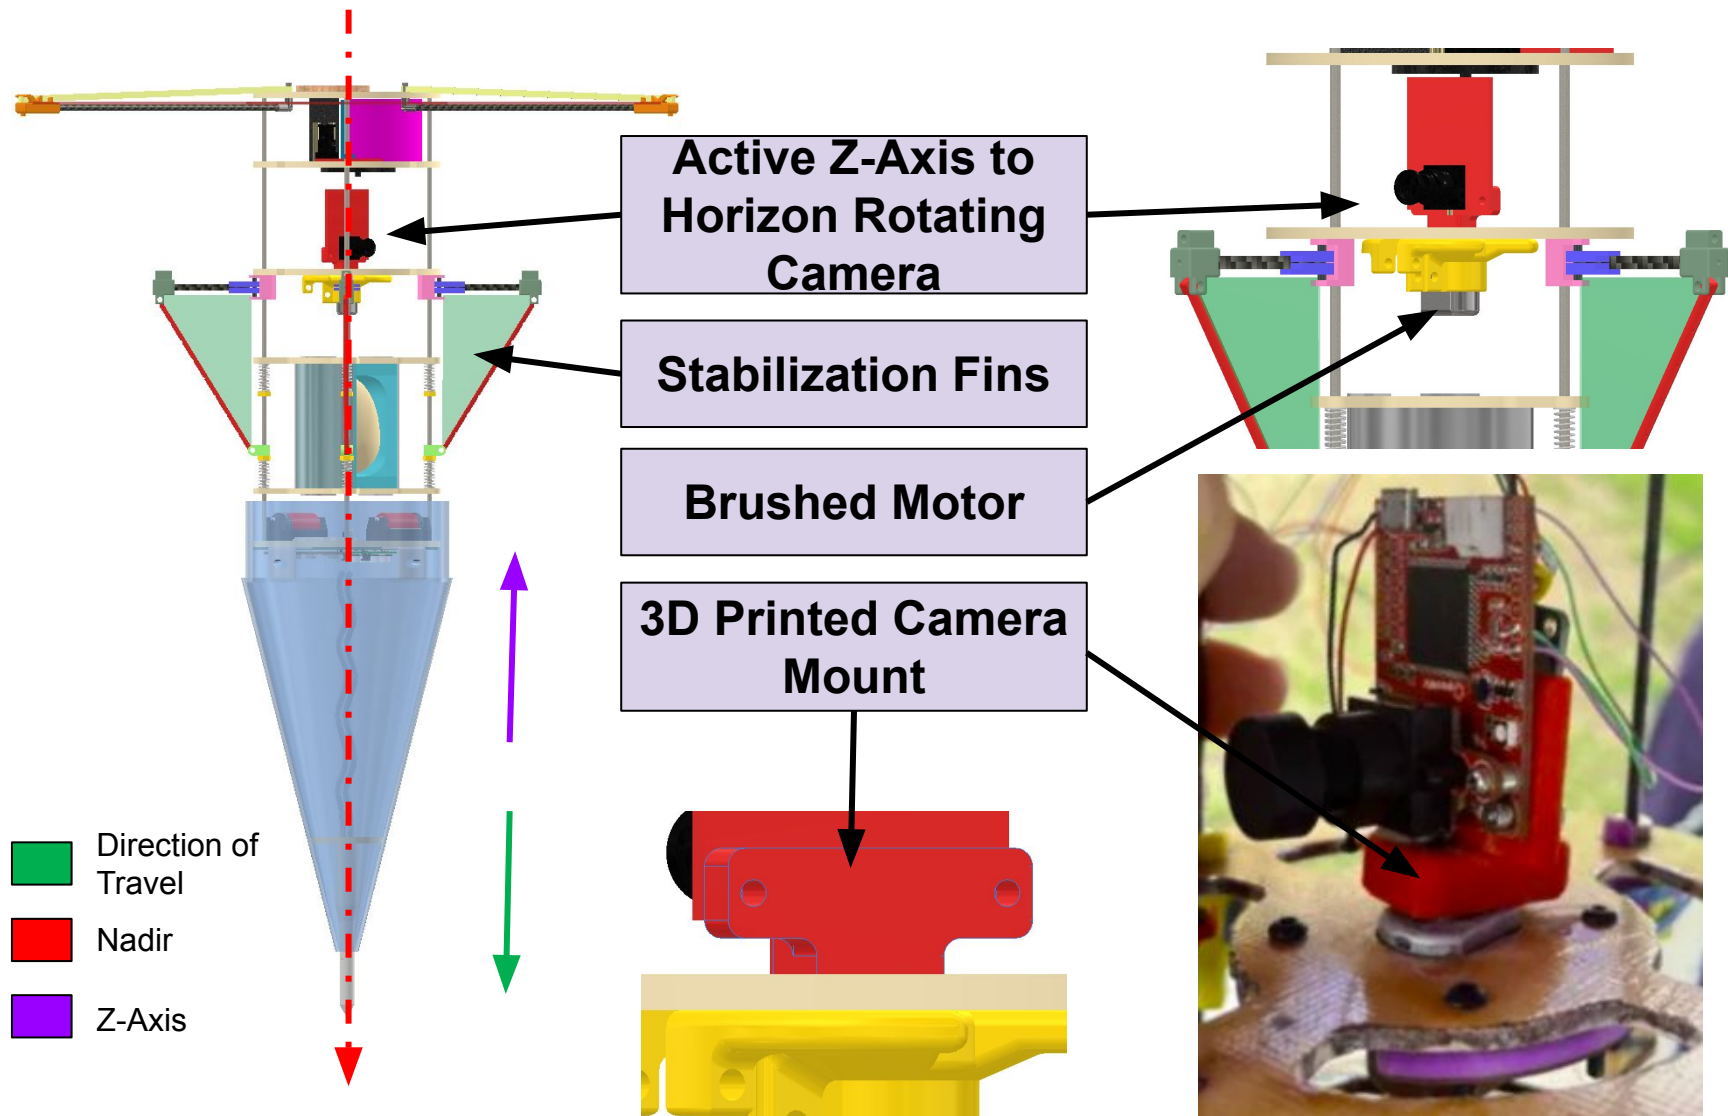 Active Z-Axis to
Horizon Rotating
Camera
Stabilization Fins
Brushed Motor
3D Printed Camera
Mount
Direction of
Travel
Nadir
Z-Axis